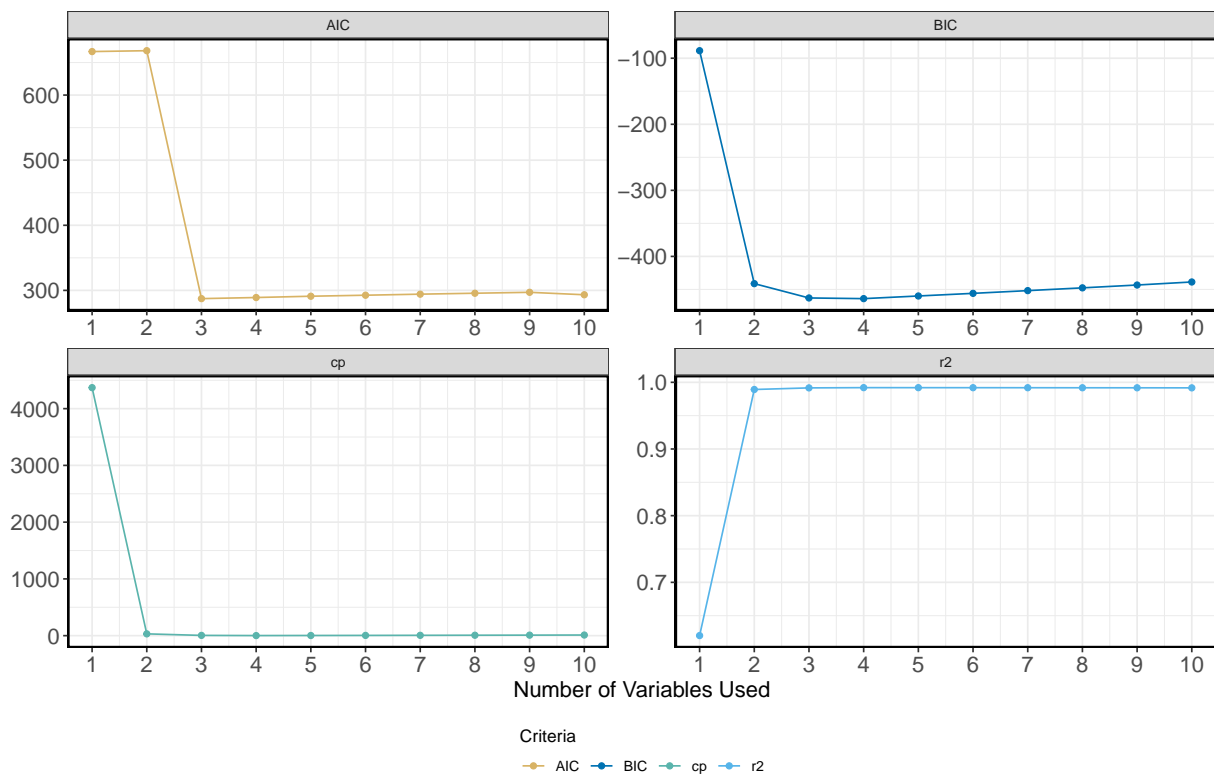 AIC
BIC
600
500
400
300
1 2 3 4 5 6 7 8 9 10
−100
−200
−300
−400
1 2 3 4 5 6 7 8 9 10
cp
r2
4000
3000
2000
1000
0
1 2 3 4 5 6 7 8 9 10
1.0
0.9
0.8
0.7
1 2 3 4 5 6 7 8 9 10
Number of Variables Used
Criteria
AIC BIC cp r2